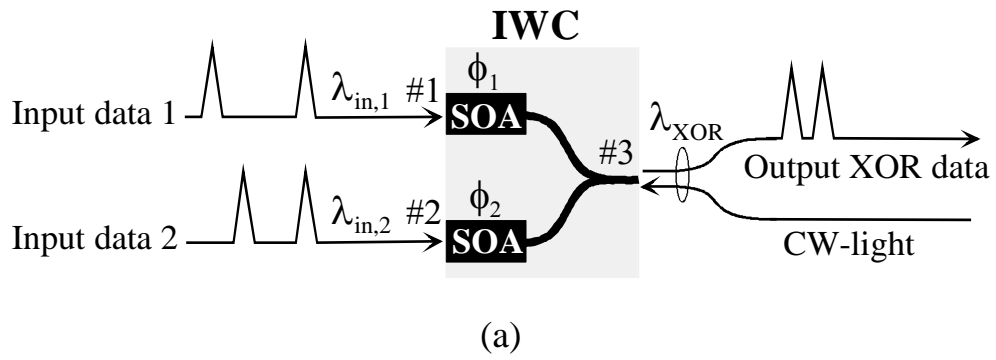 IWC
Input data 1
λin,1
#1
ϕ1
SOA
#3
λXOR
Output XOR data
Input data 2
λin,2
#2
ϕ2
SOA
CW-light
(a)